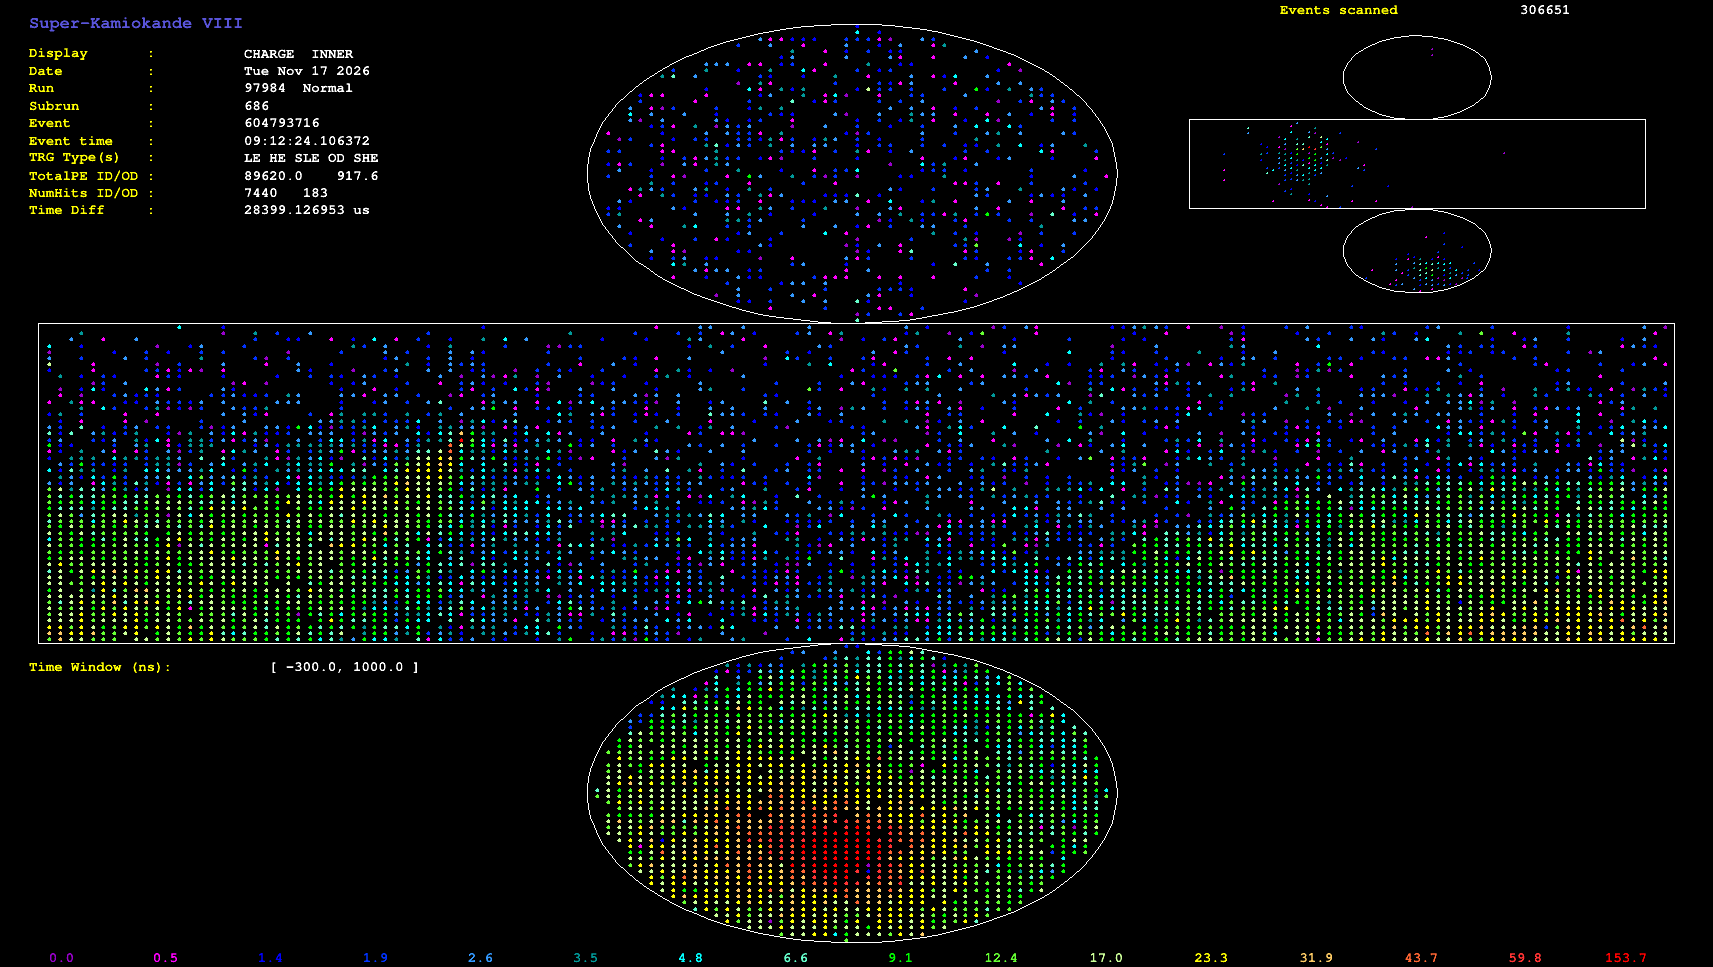 Super-Kamiokande VIII
Display : CHARGE INNER
Date : Tue Nov 17 2026
Run : 97984 Normal
Subrun : 686
Event : 604793716
Event time : 09:12:24.106372
TRG Type(s) : LE HE SLE OD SHE
TotalPE ID/OD : 89620.0 917.6
NumHits ID/OD : 7440 183
Time Diff : 28399.126953 us
Events scanned 306651
Time Window (ns): [ -300.0, 1000.0 ]
0.0 0.5 1.4 1.9 2.6 3.5 4.8 6.6 9.1 12.4 17.0 23.3 31.9 43.7 59.8 153.7